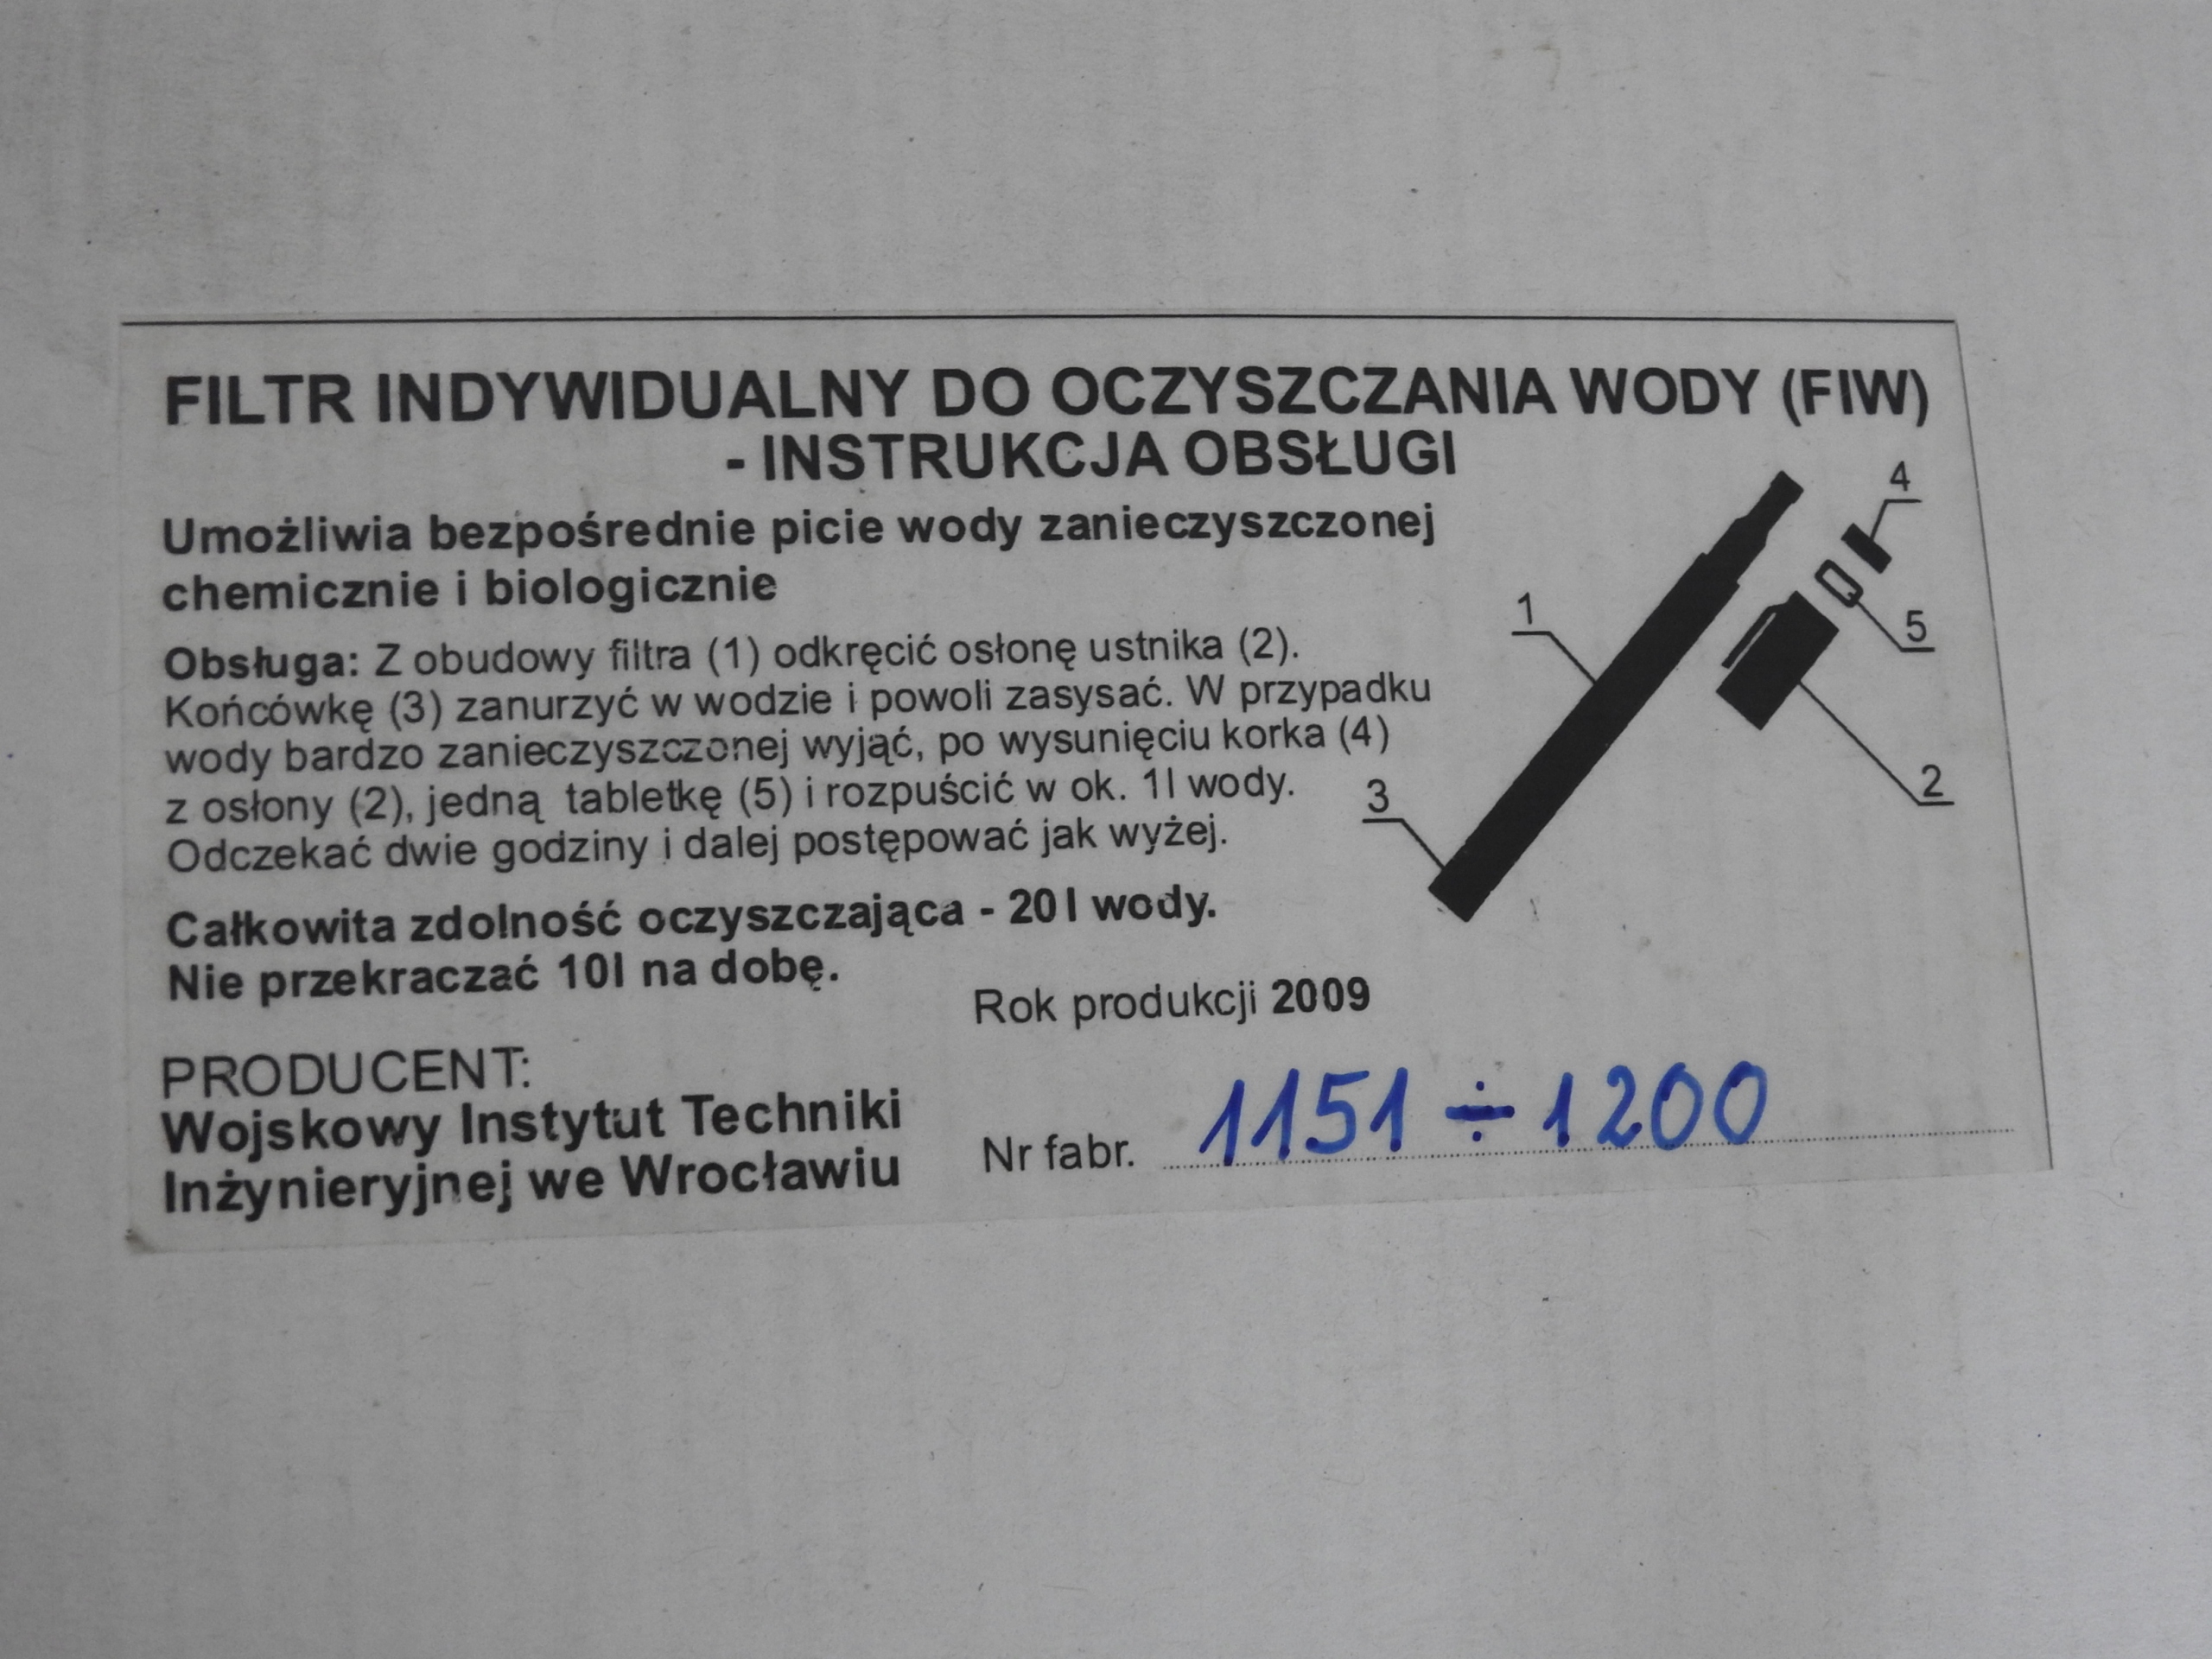 FILTR INDYWIDUALNY DO OCZYSZCZANIA WODY (FIW)
- INSTRUKCJA OBSŁUGI
Umożliwia bezpośrednie picie wody zanieczyszczonej
chemicznie i biologicznie
Obsługa: Z obudowy filtra (1) odkręcić osłonę ustnika (2).
Końcówkę (3) zanurzyć w wodzie i powoli zasysać. W przypadku
wody bardzo zanieczyszczonej wyjąć, po wysunięciu korka (4)
z osłony (2), jedną tabletkę (5) i rozpuścić w ok. 1l wody.
Odczekać dwie godziny i dalej postępować jak wyżej.
Całkowita zdolność oczyszczająca - 20 l wody.
Nie przekraczać 10l na dobę.
4
1
5
2
3
Rok produkcji 2009
PRODUCENT:
Wojskowy Instytut Techniki
Inżynieryjnej we Wrocławiu
Nr fabr. 1151 ÷ 1200